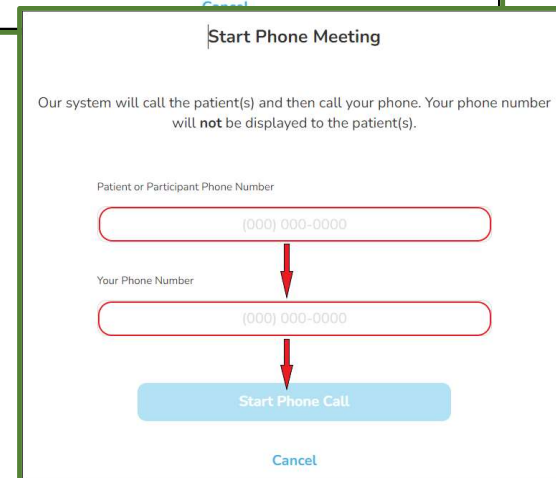 Cancel
Start Phone Meeting
Our system will call the patient(s) and then call your phone. Your phone number
will not be displayed to the patient(s).
Patient or Participant Phone Number
(000) 000-0000
Your Phone Number
(000) 000-0000
Start Phone Call
Cancel